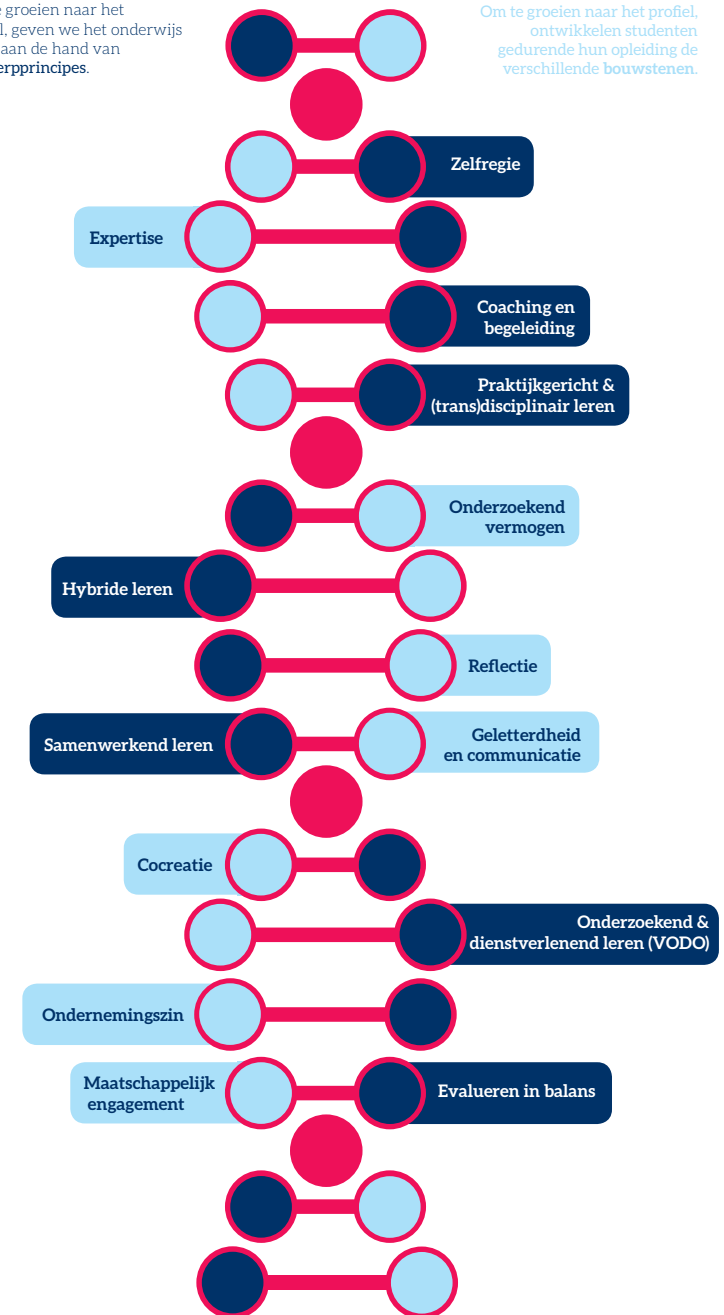 groeien naar het
geven we het onderwijs
aan de hand van
erpprincipes.
Om te groeien naar het profiel,
ontwikkelen studenten
gedurende hun opleiding de
verschillende bouwstenen.
Zelfregie
Expertise
Coaching en
begeleiding
Praktijkgericht &
(trans)disciplinair leren
Onderzoekend
vermogen
Hybride leren
Reflectie
Samenwerkend leren
Geletterdheid
en communicatie
Cocreatie
Onderzoekend &
dienstverlenend leren (VODO)
Ondernemingszin
Maatschappelijk
engagement
Evalueren in balans